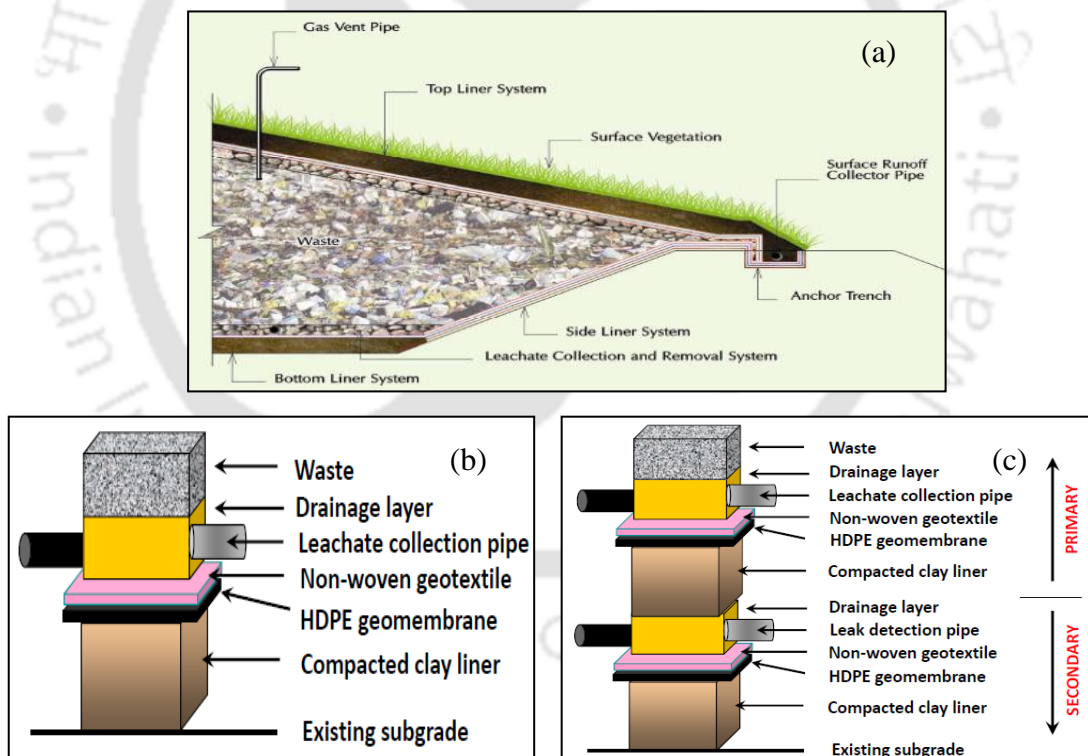 Gas Vent Pipe
(a)
Top Liner System
Surface Vegetation
Surface Runoff
Collector Pipe
Waste
Anchor Trench
Side Liner System
Leachate Collection and Removal System
Bottom Liner System
(b)
Waste
Drainage layer
Leachate collection pipe
Non-woven geotextile
HDPE geomembrane
Compacted clay liner
Existing subgrade
(c)
Waste
Drainage layer
Leachate collection pipe
Non-woven geotextile
HDPE geomembrane
Compacted clay liner
PRIMARY
Drainage layer
Leak detection pipe
Non-woven geotextile
HDPE geomembrane
Compacted clay liner
Existing subgrade
SECONDARY
Indian